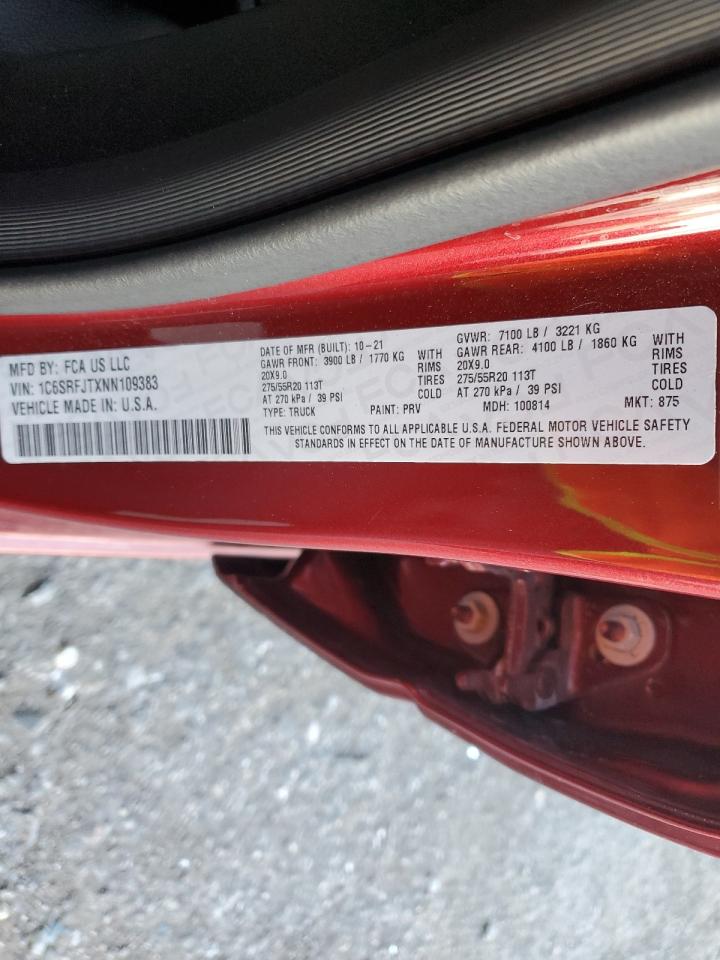 MFD BY: FCA US LLC
VIN: 1C6SRFJTXNN109383
VEHICLE MADE IN: U.S.A.
DATE OF MFR (BUILT): 10-21
GAWR FRONT: 3900 LB / 1770 KG WITH
20X9.0 RIMS
275/55R20 113T TIRES
AT 270 kPa / 39 PSI COLD
TYPE: TRUCK PAINT: PRV
GVWR: 7100 LB / 3221 KG
GAWR REAR: 4100 LB / 1860 KG WITH
20X9.0 RIMS
275/55R20 113T TIRES
AT 270 kPa / 39 PSI COLD
MDH: 100814 MKT: 875
THIS VEHICLE CONFORMS TO ALL APPLICABLE U.S.A. FEDERAL MOTOR VEHICLE SAFETY
STANDARDS IN EFFECT ON THE DATE OF MANUFACTURE SHOWN ABOVE.